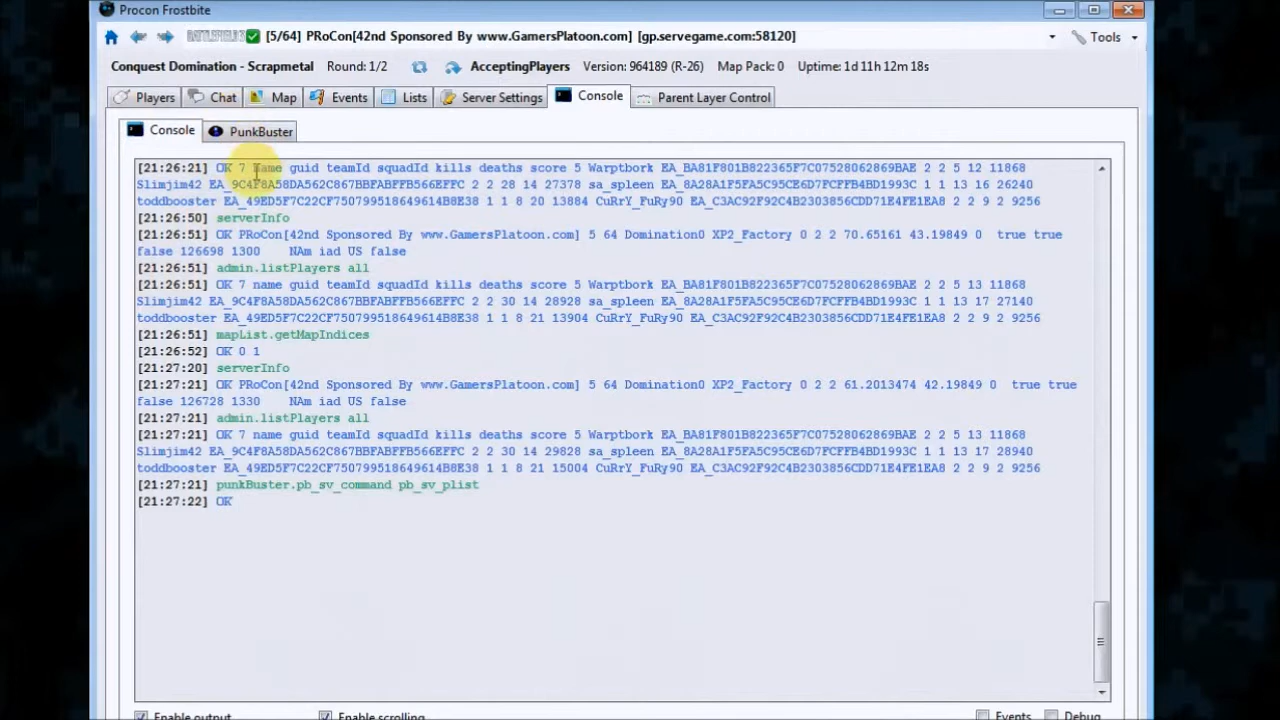 Procon Frostbite
BATTLEFIELD 3 [5/64] PRoCon[42nd Sponsored By www.GamersPlatoon.com] [gp.servegame.com:58120] Tools
Conquest Domination - Scrapmetal Round: 1/2 AcceptingPlayers Version: 964189 (R-26) Map Pack: 0 Uptime: 1d 11h 12m 18s
Players Chat Map Events Lists Server Settings Console Parent Layer Control
Console PunkBuster
[21:26:21] OK 7 name guid teamId squadId kills deaths score 5 Warptbork EA_BA81F801B822365F7C07528062869BAE 2 2 5 12 11868
Slimjim42 EA_9C4F8A58DA562C867BBFABFFB566EFFC 2 2 28 14 27378 sa_spleen EA_8A28A1F5FA5C95CE6D7FCFFB4BD1993C 1 1 13 16 26240
toddbooster EA_49ED5F7C22CF750799518649614B8E38 1 1 8 20 13884 CuRrY_FuRy90 EA_C3AC92F92C4B2303856CDD71E4FE1EA8 2 2 9 2 9256
[21:26:50] serverInfo
[21:26:51] OK PRoCon[42nd Sponsored By www.GamersPlatoon.com] 5 64 Domination0 XP2_Factory 0 2 2 70.65161 43.19849 0 true true
false 126698 1300 NAm iad US false
[21:26:51] admin.listPlayers all
[21:26:51] OK 7 name guid teamId squadId kills deaths score 5 Warptbork EA_BA81F801B822365F7C07528062869BAE 2 2 5 13 11868
Slimjim42 EA_9C4F8A58DA562C867BBFABFFB566EFFC 2 2 30 14 28928 sa_spleen EA_8A28A1F5FA5C95CE6D7FCFFB4BD1993C 1 1 13 17 27140
toddbooster EA_49ED5F7C22CF750799518649614B8E38 1 1 8 21 13904 CuRrY_FuRy90 EA_C3AC92F92C4B2303856CDD71E4FE1EA8 2 2 9 2 9256
[21:26:51] mapList.getMapIndices
[21:26:52] OK 0 1
[21:27:20] serverInfo
[21:27:21] OK PRoCon[42nd Sponsored By www.GamersPlatoon.com] 5 64 Domination0 XP2_Factory 0 2 2 61.2013474 42.19849 0 true true
false 126728 1330 NAm iad US false
[21:27:21] admin.listPlayers all
[21:27:21] OK 7 name guid teamId squadId kills deaths score 5 Warptbork EA_BA81F801B822365F7C07528062869BAE 2 2 5 13 11868
Slimjim42 EA_9C4F8A58DA562C867BBFABFFB566EFFC 2 2 30 14 29828 sa_spleen EA_8A28A1F5FA5C95CE6D7FCFFB4BD1993C 1 1 13 17 28940
toddbooster EA_49ED5F7C22CF750799518649614B8E38 1 1 8 21 15004 CuRrY_FuRy90 EA_C3AC92F92C4B2303856CDD71E4FE1EA8 2 2 9 2 9256
[21:27:21] punkBuster.pb_sv_command pb_sv_plist
[21:27:22] OK
Enable output Enable scrolling Events Debug